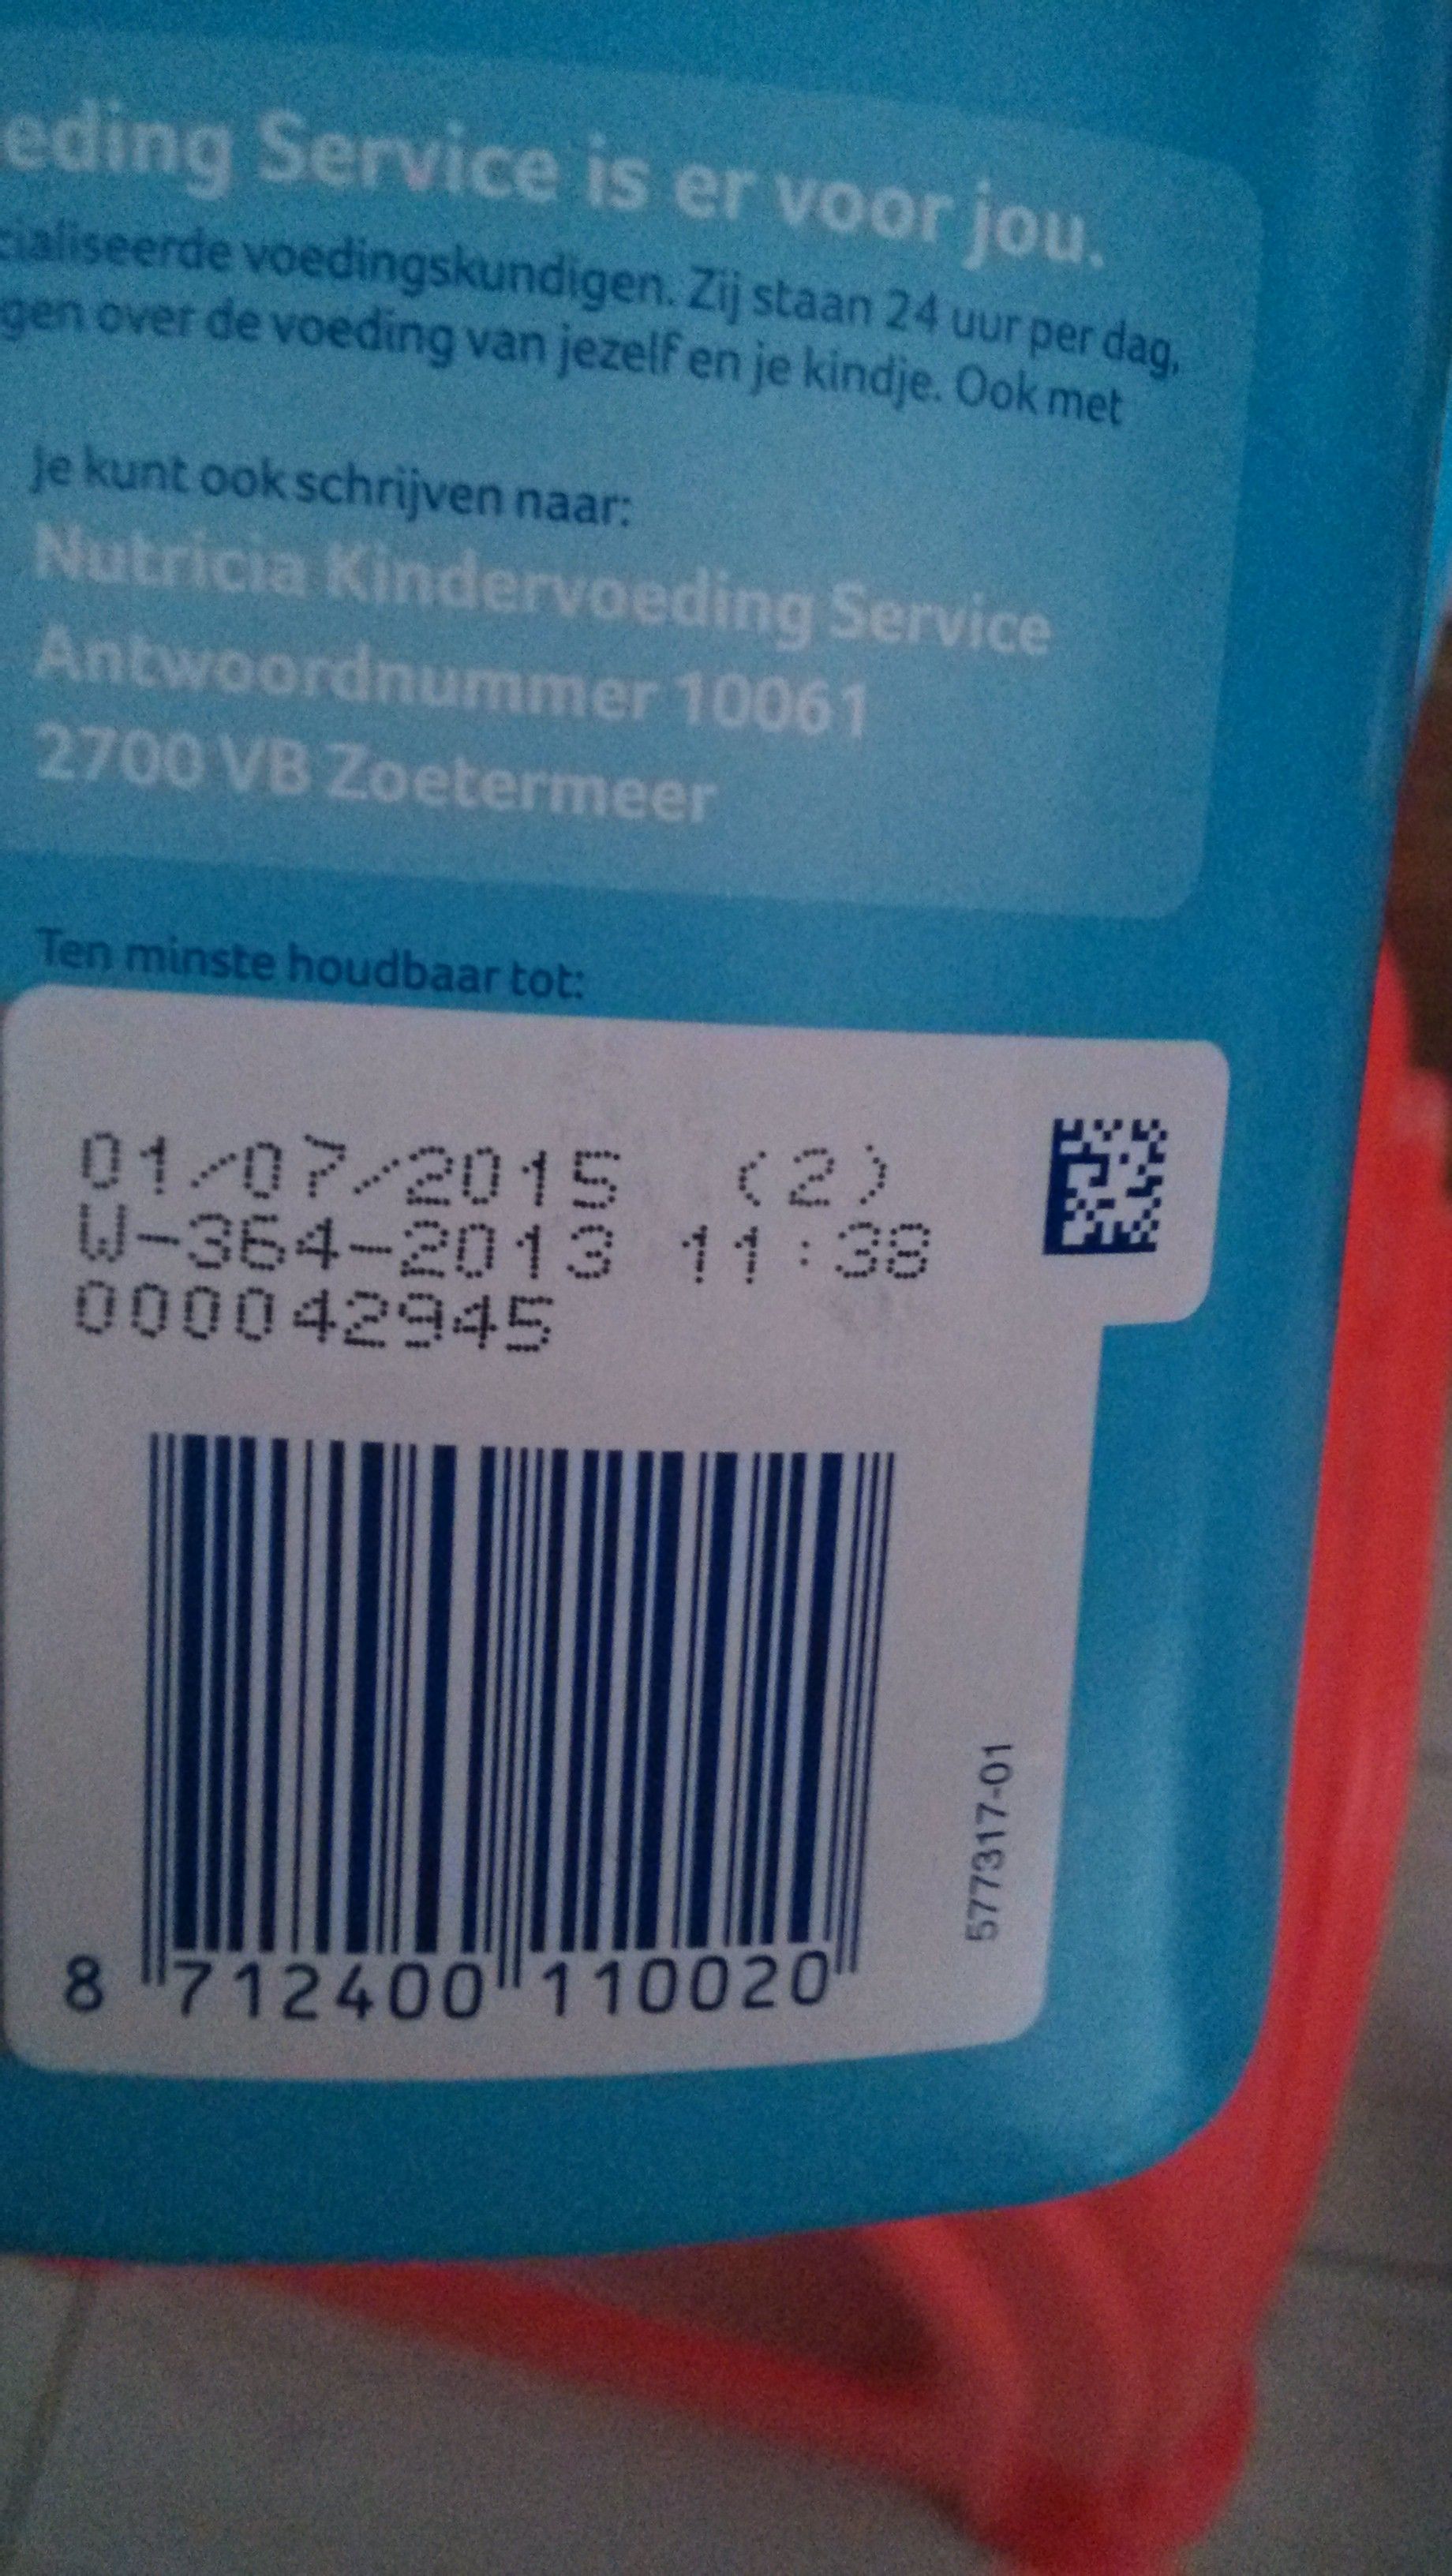 eding Service is er voor jou.
cialiseerde voedingskundigen. Zij staan 24 uur per dag,
gen over de voeding van jezelf en je kindje. Ook met
Je kunt ook schrijven naar:
Nutricia Kindervoeding Service
Antwoordnummer 10061
2700 VB Zoetermeer
Ten minste houdbaar tot:
01/07/2015 (2)
W-364-2013 11:38
000042945
577317-01
8 712400 110020